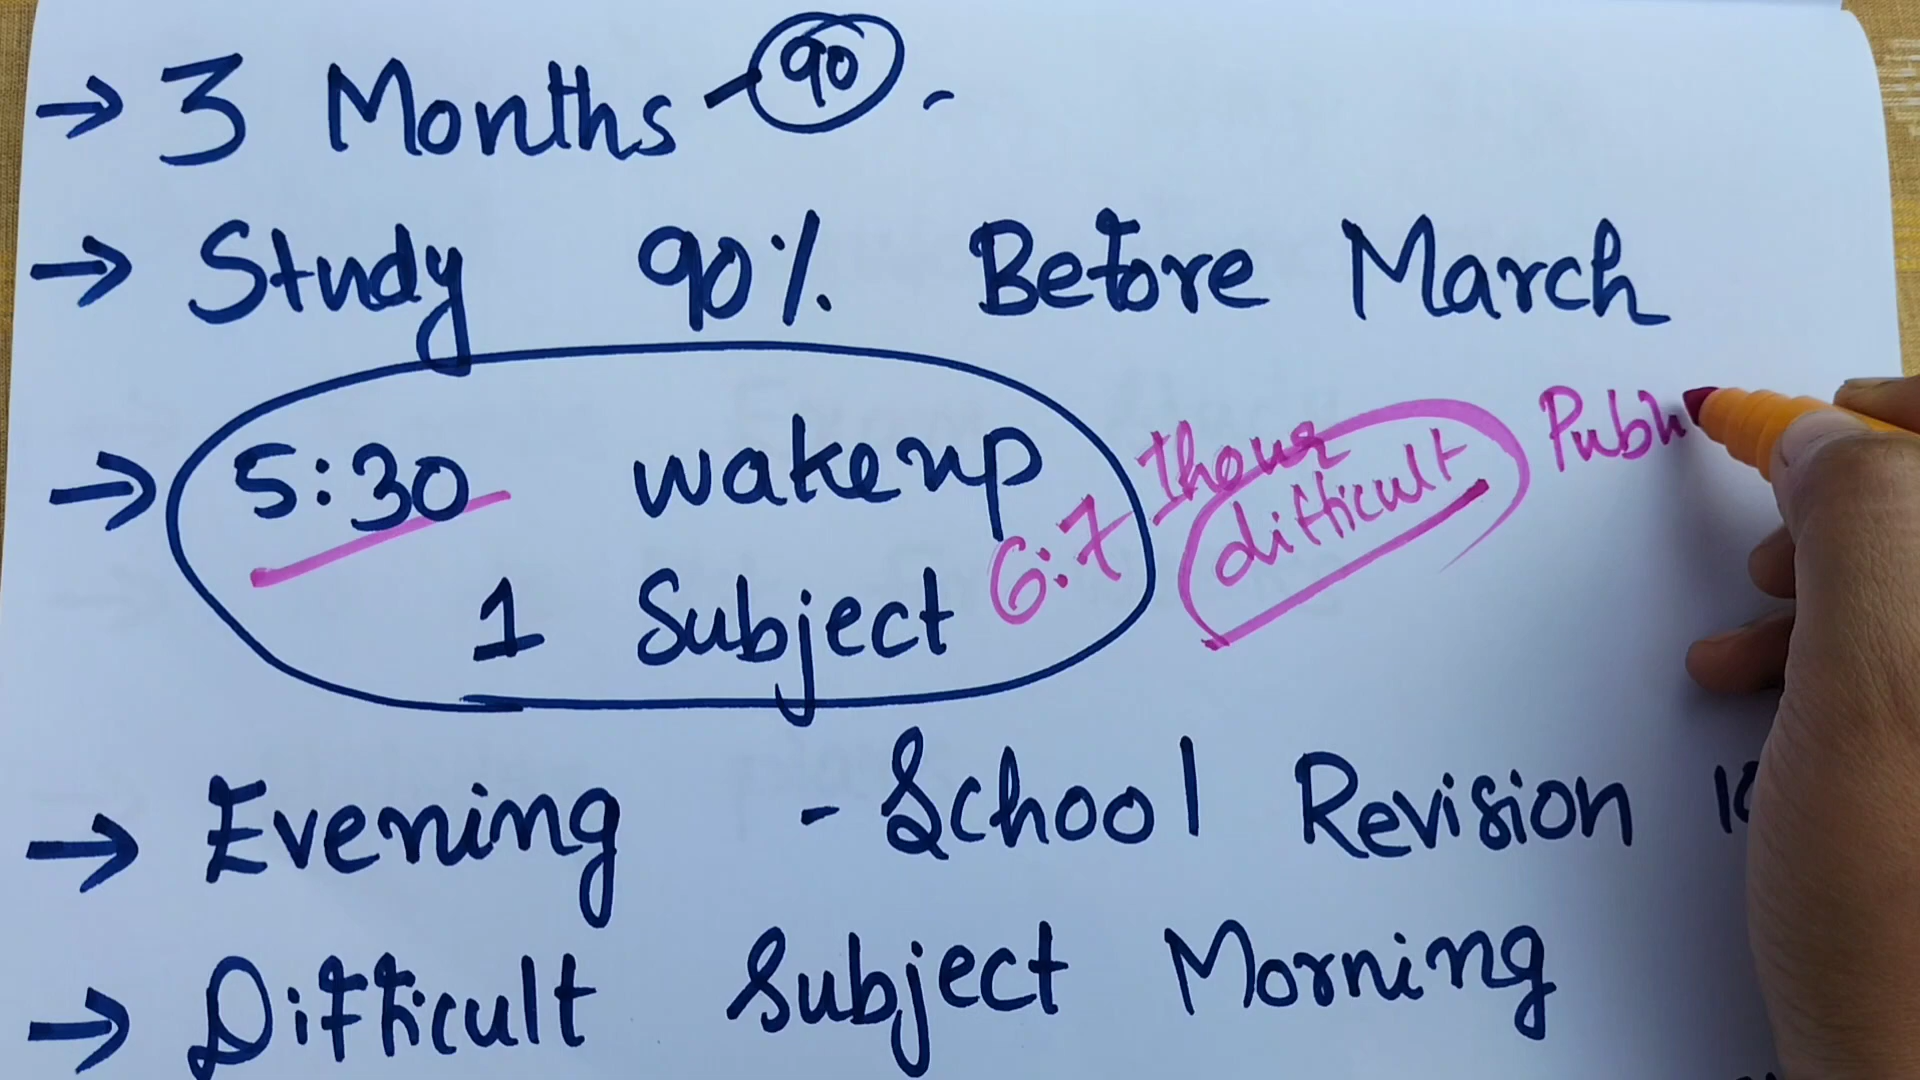 → 3 Months - 90 -
→ Study 90% Before March
→ 5:30 wakeup
1 Subject
6:7 1hour
difficult
→ Evening - School Revision
→ Difficult Subject Morning